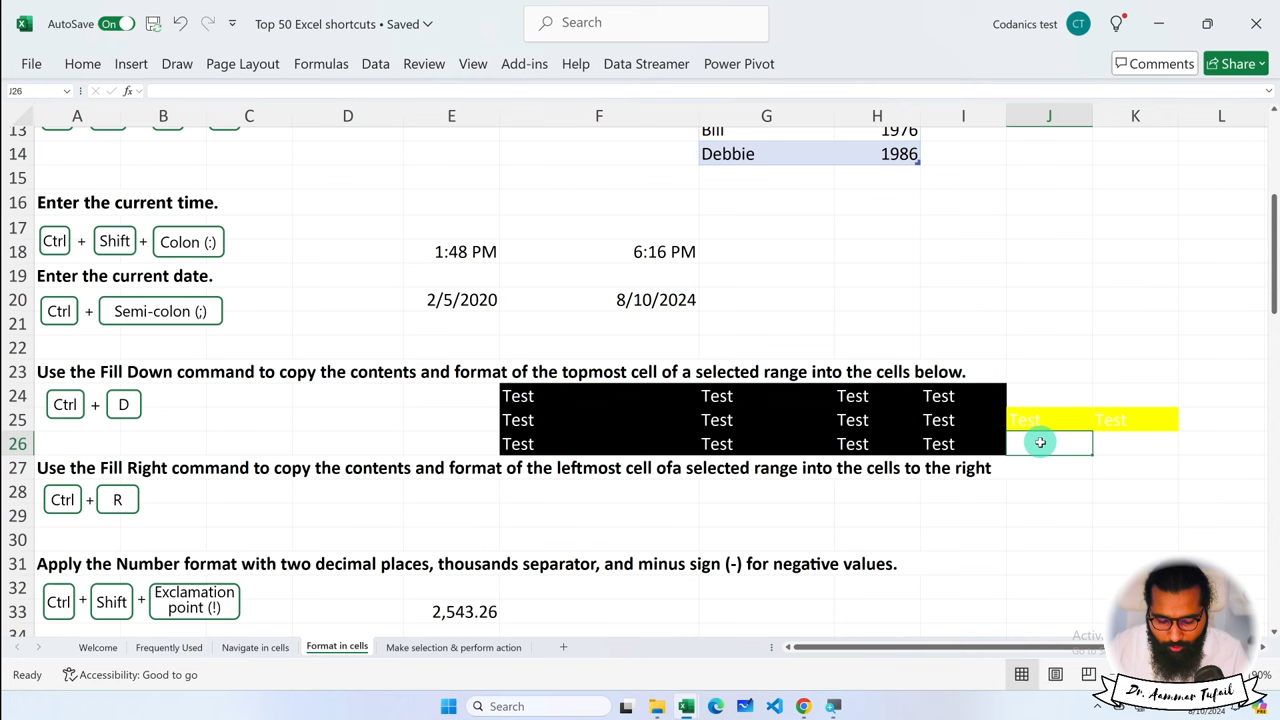 AutoSave On Top 50 Excel shortcuts • Saved Search Codanics test CT
File Home Insert Draw Page Layout Formulas Data Review View Add-ins Help Data Streamer Power Pivot Comments Share
J26 fx
A B C D E F G H I J K L
13 Bill 1976
14 Debbie 1986
15
16 Enter the current time.
17
Ctrl + Shift + Colon (:)
18 1:48 PM 6:16 PM
19 Enter the current date.
20 2/5/2020 8/10/2024
Ctrl + Semi-colon (;)
21
22
23 Use the Fill Down command to copy the contents and format of the topmost cell of a selected range into the cells below.
24 Test Test Test Test
Ctrl + D
25 Test Test Test Test Test Test
26 Test Test Test Test
27 Use the Fill Right command to copy the contents and format of the leftmost cell ofa selected range into the cells to the right
28
Ctrl + R
29
30
31 Apply the Number format with two decimal places, thousands separator, and minus sign (-) for negative values.
32
Ctrl + Shift + Exclamation point (!)
33 2,543.26
34
Welcome Frequently Used Navigate in cells Format in cells Make selection & perform action
Ready Accessibility: Good to go 90%
Dr. Aammar Tufail
Search
8/10/2024